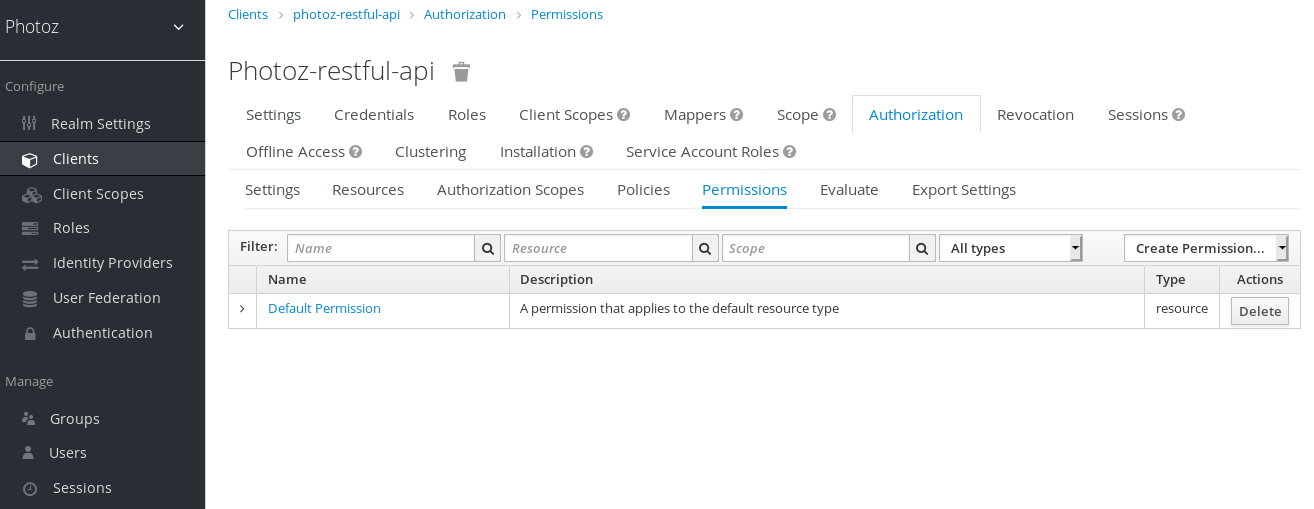 Photoz
Configure
Realm Settings
Clients
Client Scopes
Roles
Identity Providers
User Federation
Authentication
Manage
Groups
Users
Sessions
Clients photoz-restful-api Authorization Permissions
Photoz-restful-api
Settings Credentials Roles Client Scopes Mappers Scope Authorization Revocation Sessions
Offline Access Clustering Installation Service Account Roles
Settings Resources Authorization Scopes Policies Permissions Evaluate Export Settings
Filter: Name Resource Scope All types Create Permission...
Name Description Type Actions
Default Permission A permission that applies to the default resource type resource Delete